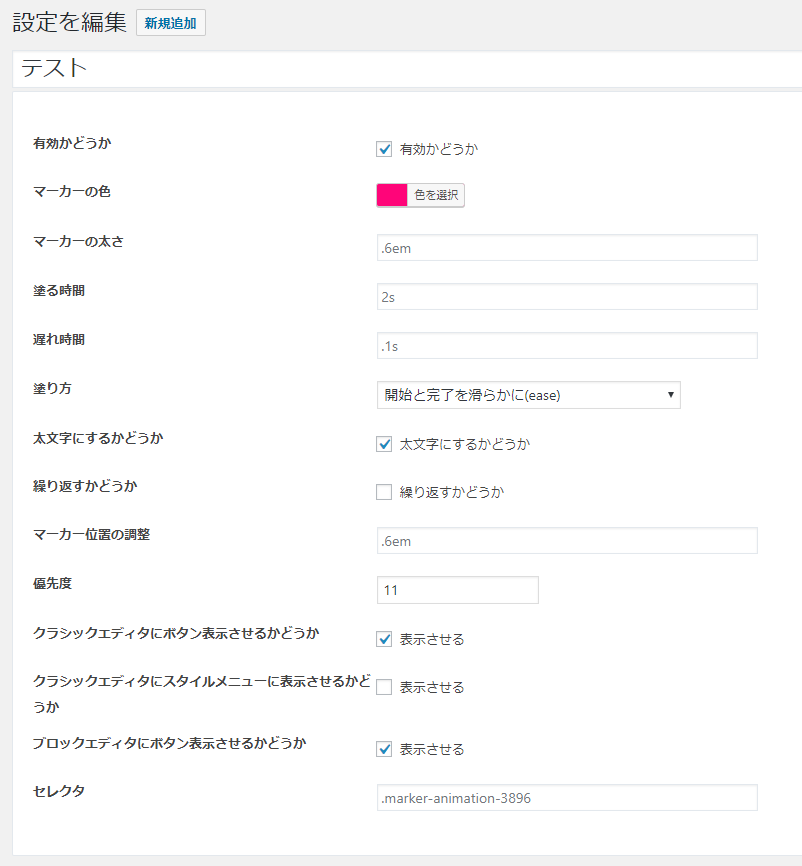 設定を編集 新規追加
テスト
有効かどうか 有効かどうか
マーカーの色 色を選択
マーカーの太さ .6em
塗る時間 2s
遅れ時間 .1s
塗り方 開始と完了を滑らかに(ease)
太文字にするかどうか 太文字にするかどうか
繰り返すかどうか 繰り返すかどうか
マーカー位置の調整 .6em
優先度 11
クラシックエディタにボタン表示させるかどうか 表示させる
クラシックエディタにスタイルメニューに表示させるかど 表示させる
うか
ブロックエディタにボタン表示させるかどうか 表示させる
セレクタ .marker-animation-3896